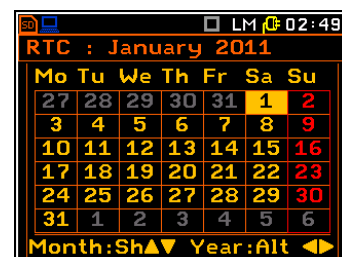 SD LM 02:49
RTC : January 2011
Mo Tu We Th Fr Sa Su
27 28 29 30 31 1 2
3 4 5 6 7 8 9
10 11 12 13 14 15 16
17 18 19 20 21 22 23
24 25 26 27 28 29 30
31 1 2 3 4 5 6
Month:Sh▲▼ Year:Alt ◀▶